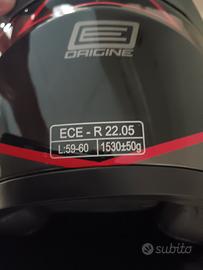 ORIGINE
ECE - R 22.05
L:59-60 1530±50g
subito